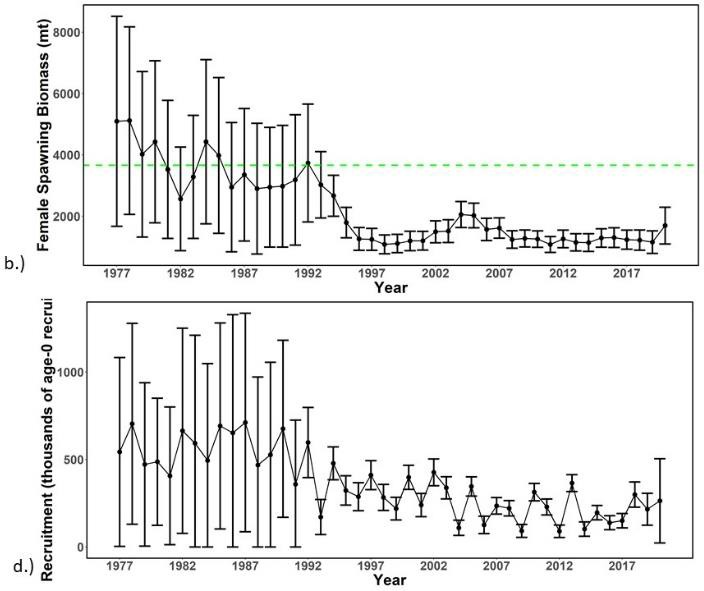 b.)
Female Spawning Biomass (mt)
8000
6000
4000
2000
1977 1982 1987 1992 1997 2002 2007 2012 2017
Year
d.)
Recruitment (thousands of age-0 recrui
1000
500
0
1977 1982 1987 1992 1997 2002 2007 2012 2017
Year